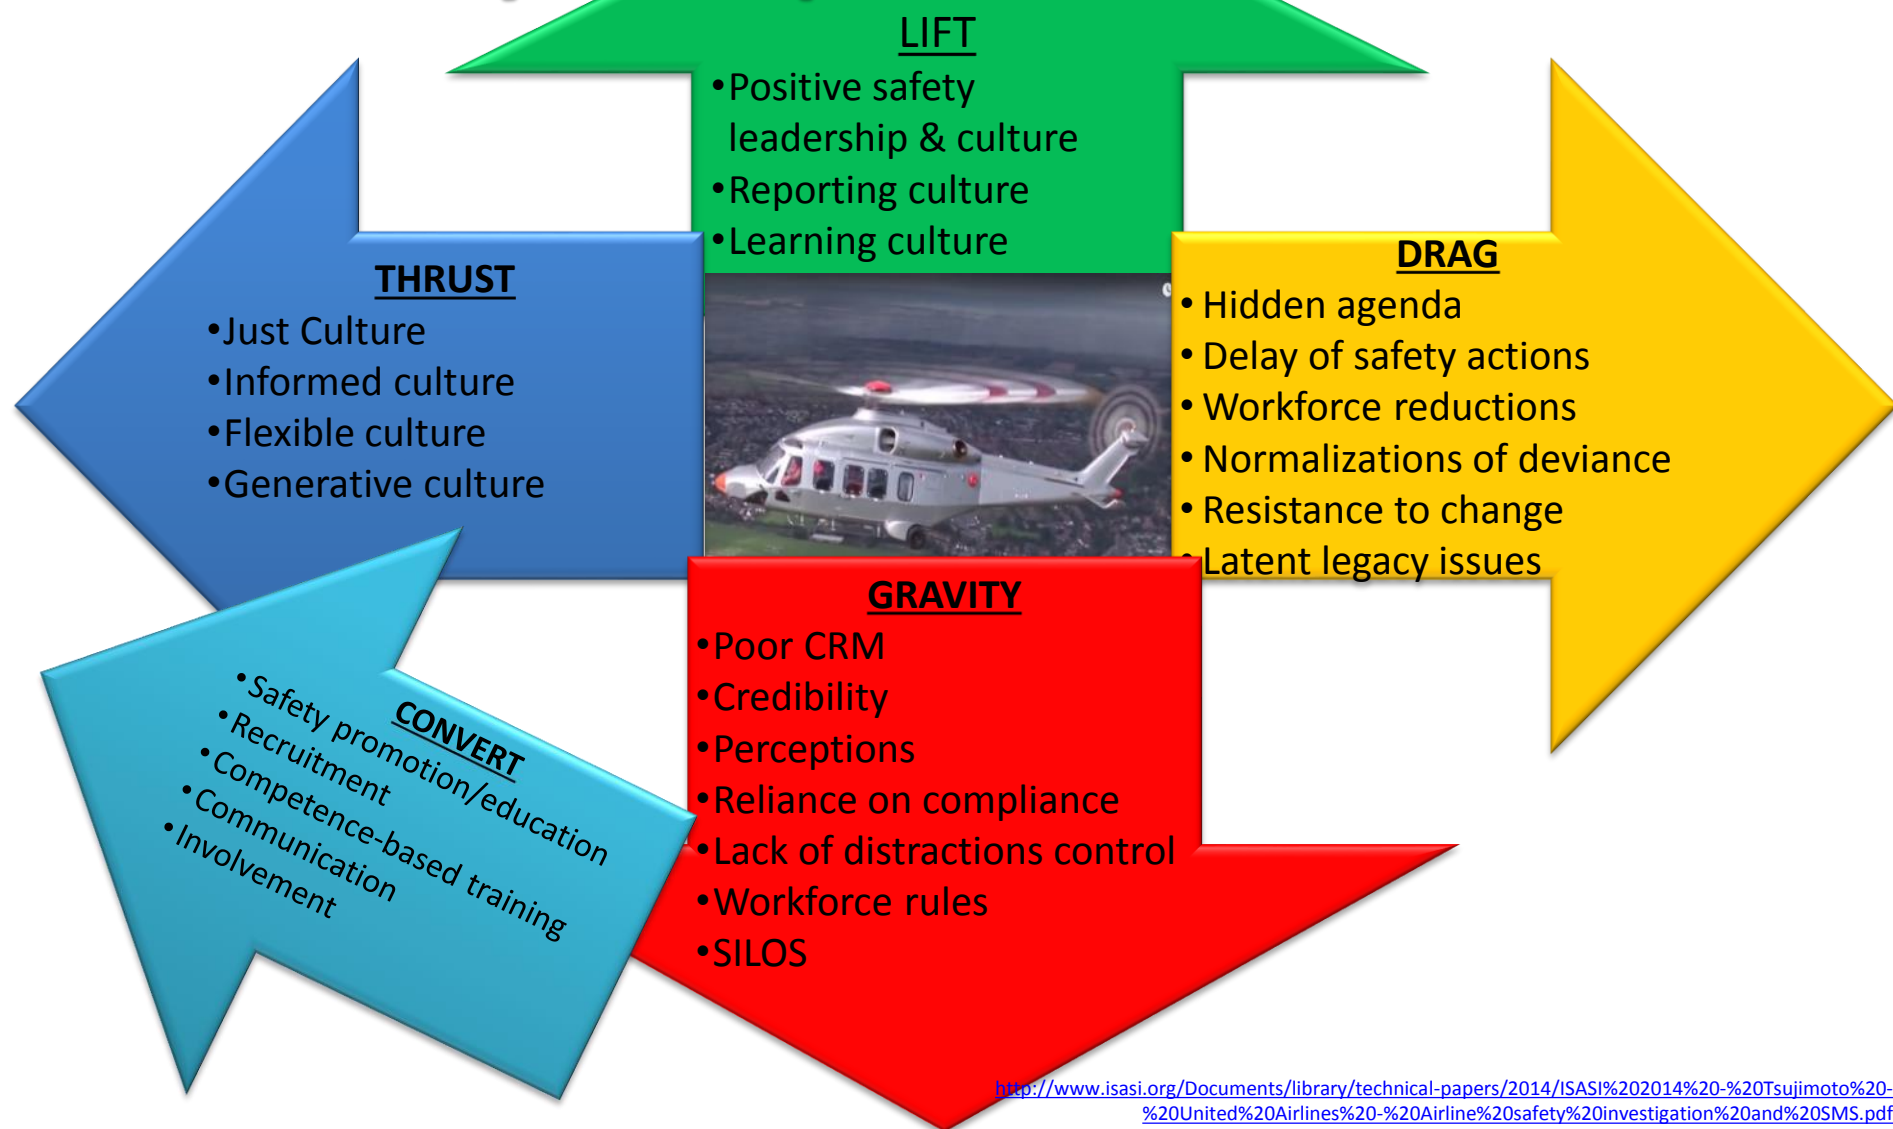 LIFT
•Positive safety
leadership & culture
•Reporting culture
•Learning culture
THRUST
•Just Culture
•Informed culture
•Flexible culture
•Generative culture
DRAG
• Hidden agenda
• Delay of safety actions
• Workforce reductions
• Normalizations of deviance
• Resistance to change
• Latent legacy issues
GRAVITY
•Poor CRM
•Credibility
•Perceptions
•Reliance on compliance
•Lack of distractions control
•Workforce rules
•SILOS
CONVERT
•Safety promotion/education
•Recruitment
•Competence-based training
•Communication
•Involvement
http://www.isasi.org/Documents/library/technical-papers/2014/ISASI%202014%20-%20Tsujimoto%20-
%20United%20Airlines%20-%20Airline%20safety%20investigation%20and%20SMS.pdf